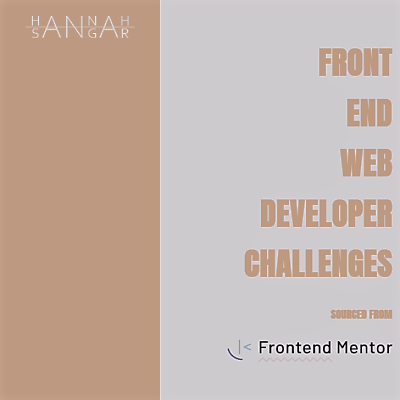 HANNAH
SANGAR
FRONT
END
WEB
DEVELOPER
CHALLENGES
SOURCED FROM
Frontend Mentor